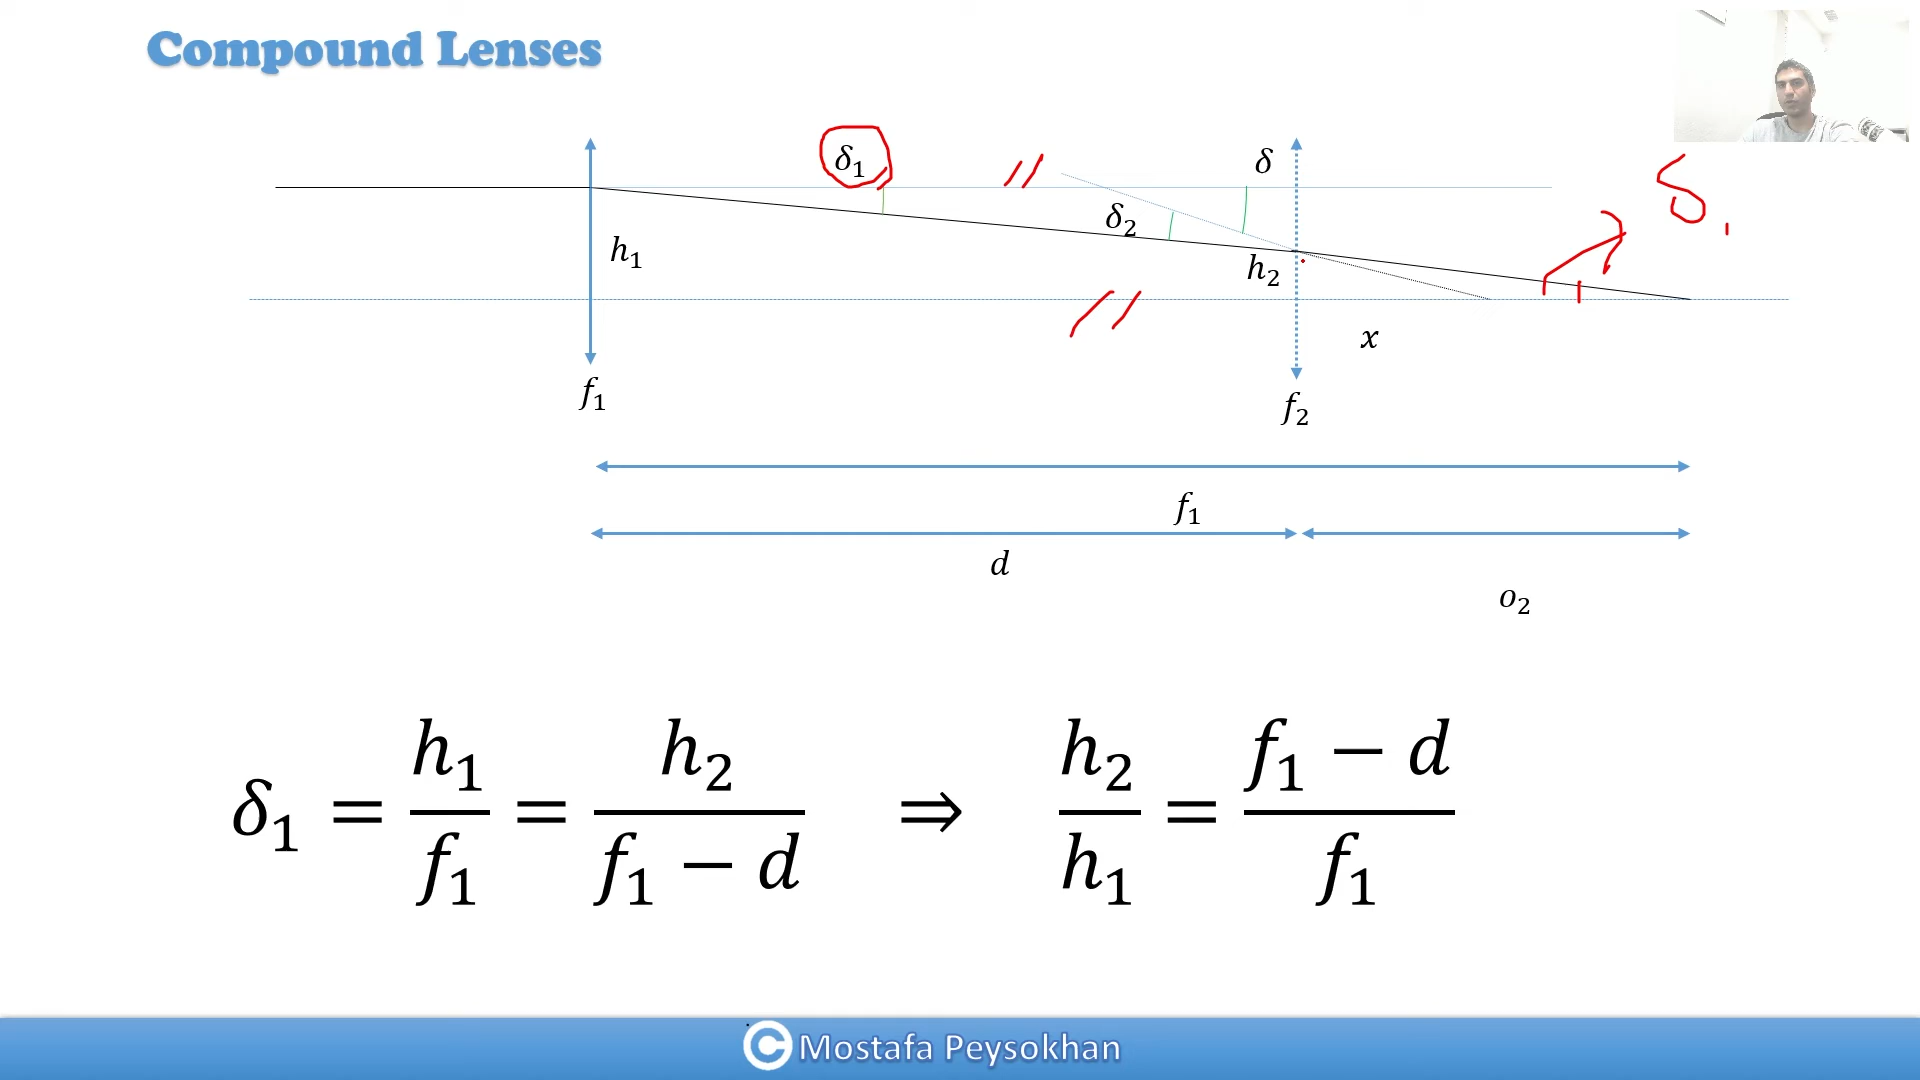 Compound Lenses
δ₁
δ
δ₁
δ₂
h₁
h₂
x
f₁
f₂
f₁
d
o₂
δ₁ = h₁/f₁ = h₂/(f₁ − d) ⇒ h₂/h₁ = (f₁ − d)/f₁
© Mostafa Peysokhan